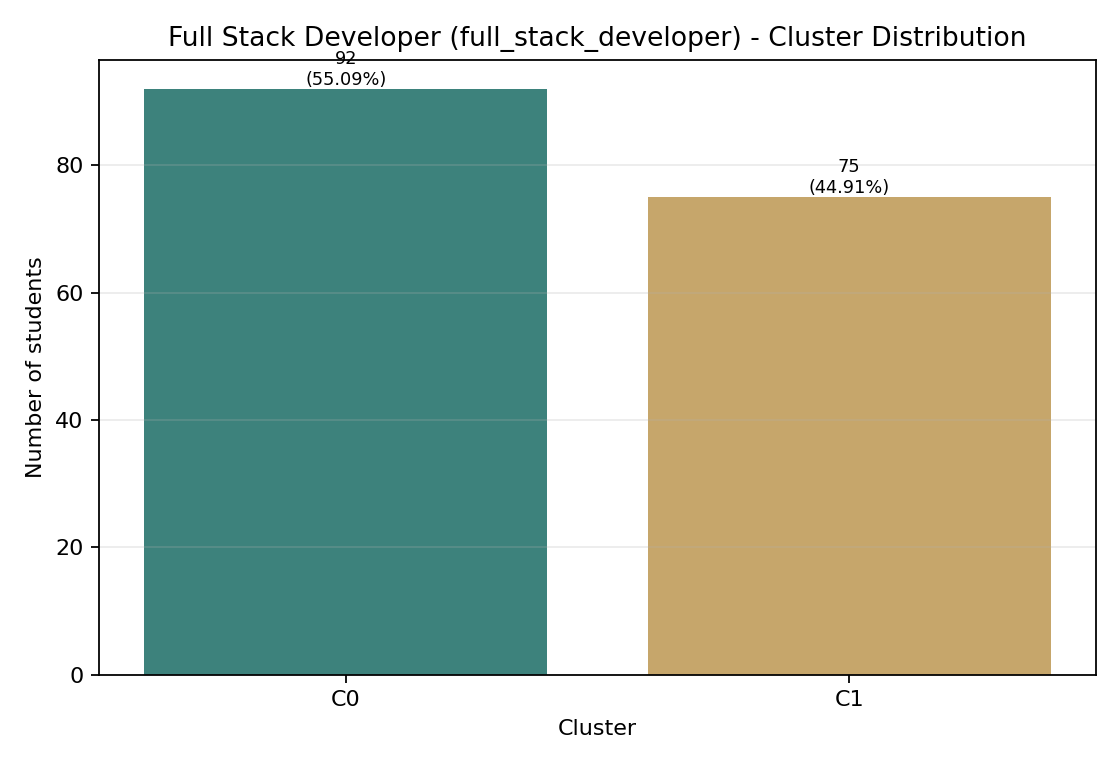 Full Stack Developer (full_stack_developer) - Cluster Distribution
92
(55.09%)
75
(44.91%)
80
60
40
20
0
Number of students
C0
C1
Cluster